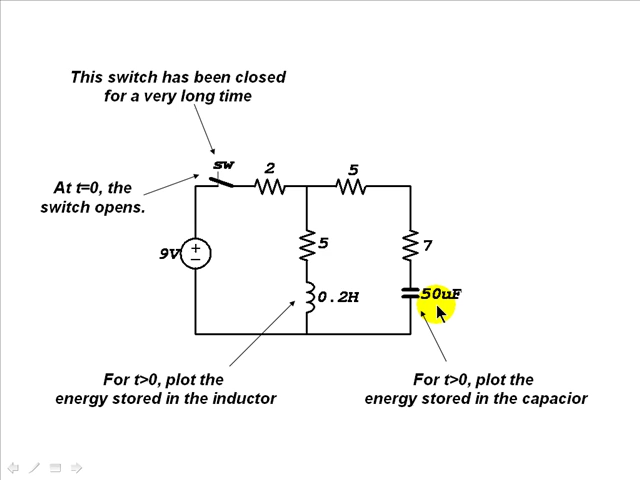 This switch has been closed
for a very long time
sw
2
5
At t=0, the
switch opens.
5
7
9V
+
−
0.2H
50uF
For t>0, plot the
energy stored in the inductor
For t>0, plot the
energy stored in the capacior